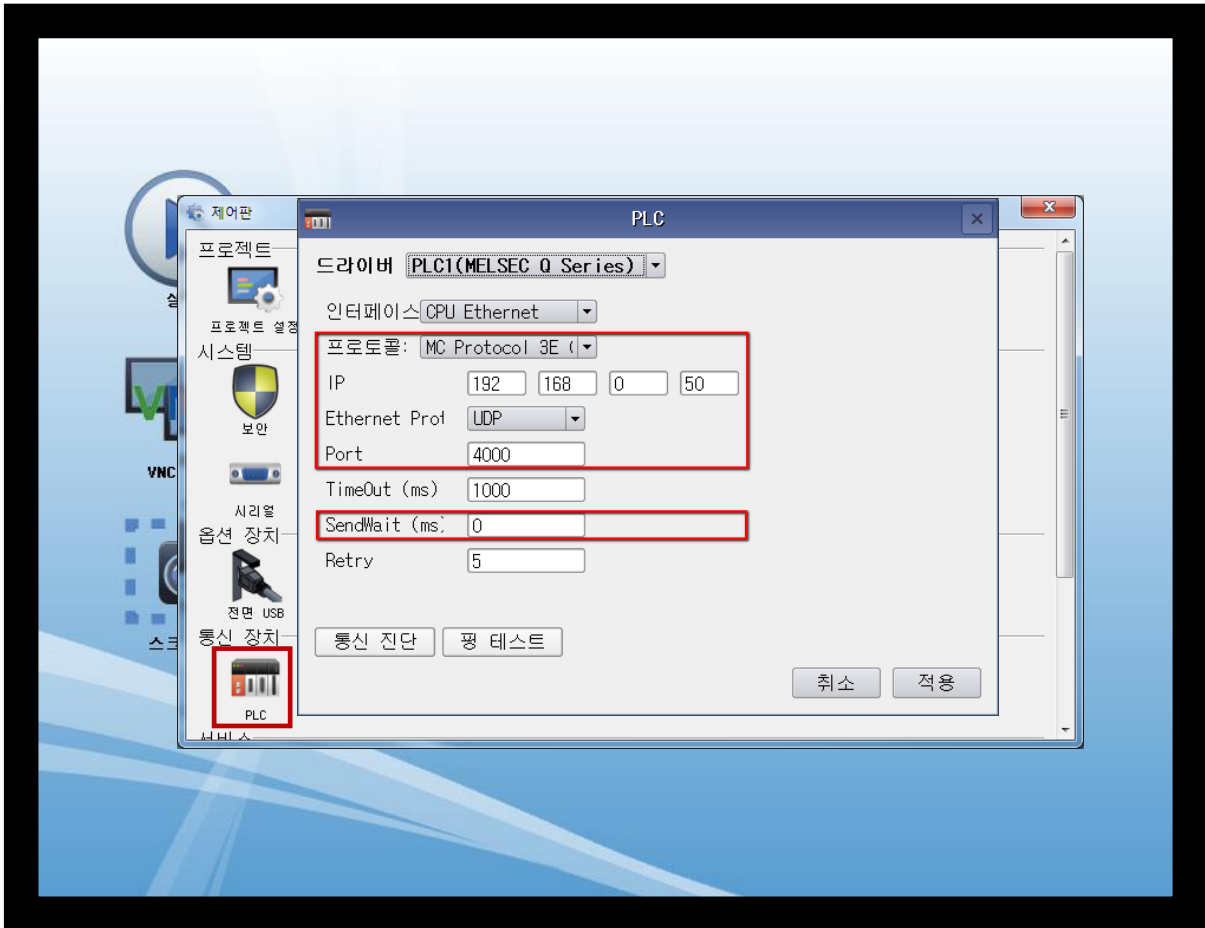 제어판
PLC
프로젝트
드라이버 PLC1(MELSEC Q Series)
인터페이스 CPU Ethernet
프로젝트 설정
프로토콜: MC Protocol 3E (
시스템
IP 192 168 0 50
Ethernet Prot UDP
보안
Port 4000
VNC
TimeOut (ms) 1000
시리얼
SendWait (ms) 0
옵션 장치
Retry 5
전면 USB
통신 장치
통신 진단 핑 테스트
취소 적용
PLC